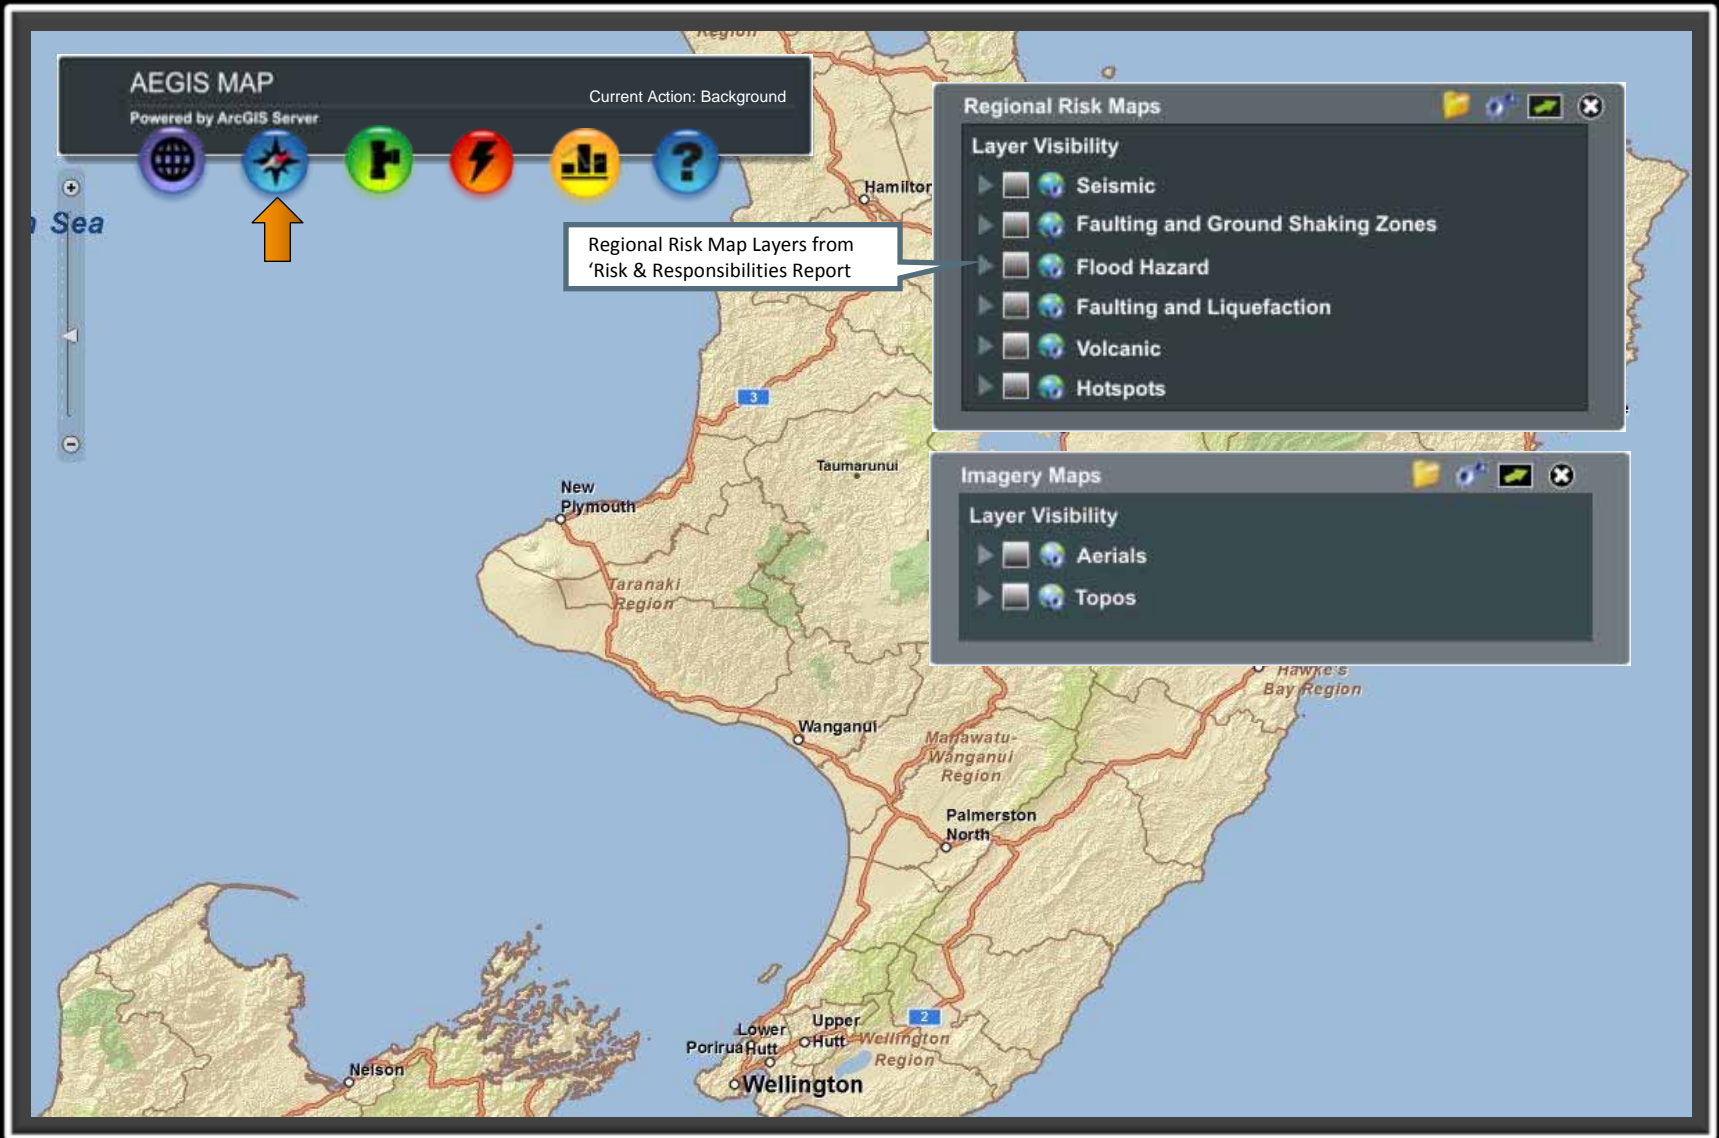 Region
AEGIS MAP
Current Action: Background
Powered by ArcGIS Server
?
Sea
Regional Risk Maps
Layer Visibility
Seismic
Faulting and Ground Shaking Zones
Flood Hazard
Faulting and Liquefaction
Volcanic
Hotspots
Regional Risk Map Layers from
‘Risk & Responsibilities Report
Imagery Maps
Layer Visibility
Aerials
Topos
Hamilton
3
Taumarunui
New
Plymouth
Taranaki
Region
Hawke's
Bay Region
Wanganui
Manawatu-
Wanganui
Region
Palmerston
North
2
Upper
Hutt
Lower
Hutt
Porirua
Wellington
Region
Nelson
Wellington